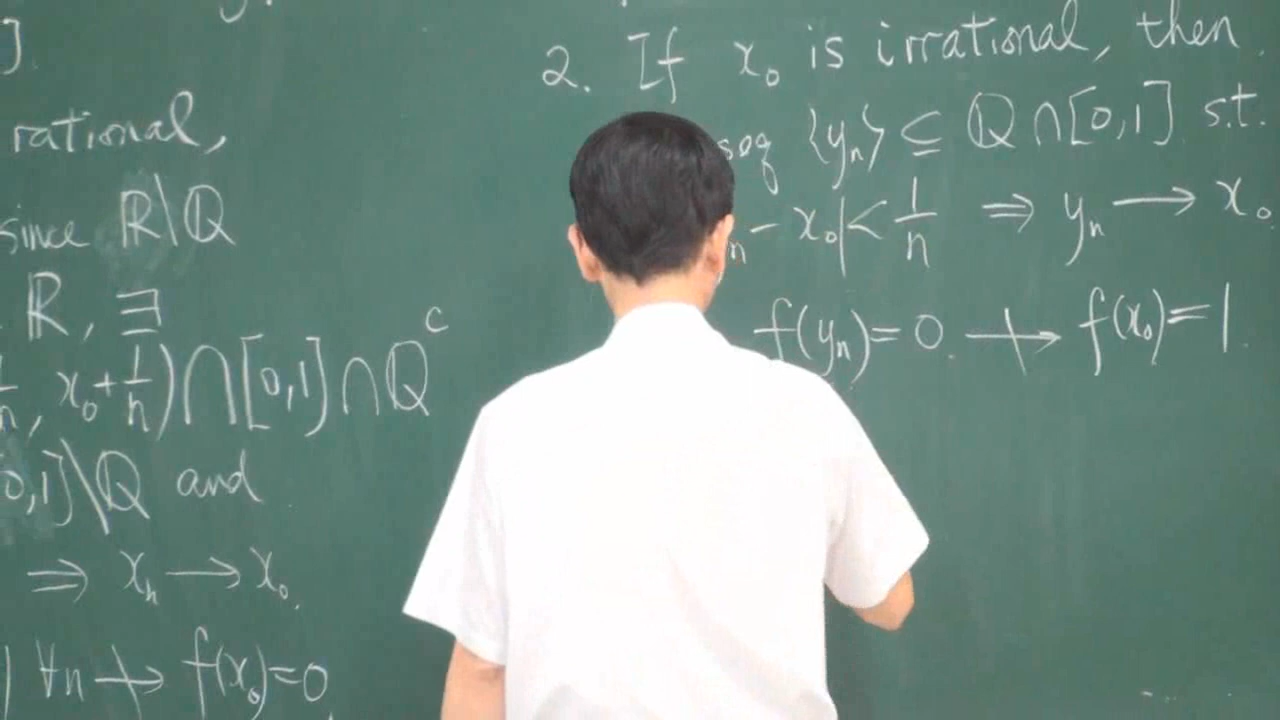 ].
rational,
since ℝ\ℚ
ℝ, ∃
, x₀+1/n)∩[0,1]∩ℚᶜ
0,1]\ℚ and
⇒ xₙ → x₀.
| ∀n ↛ f(x₀)=0
2. If x₀ is irrational, then
seq {yₙ} ⊆ ℚ∩[0,1] s.t.
ₙ - x₀|< 1/n ⇒ yₙ → x₀.
f(yₙ)=0 ↛ f(x₀)=1.